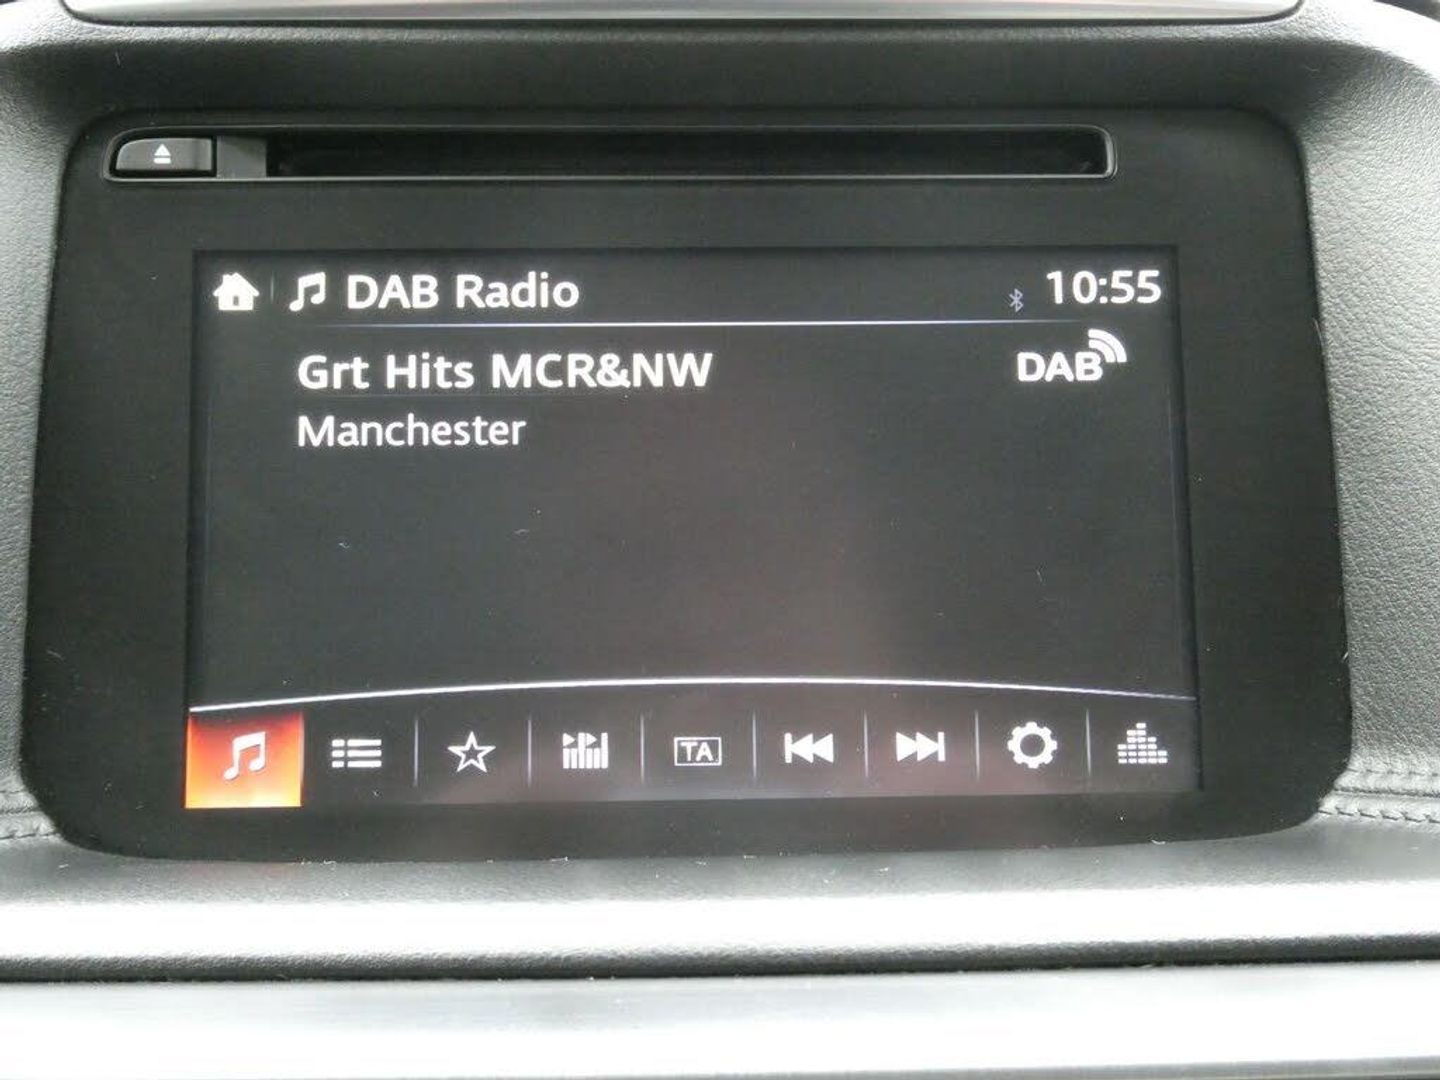 DAB Radio 10:55
Grt Hits MCR&NW DAB
Manchester
TA